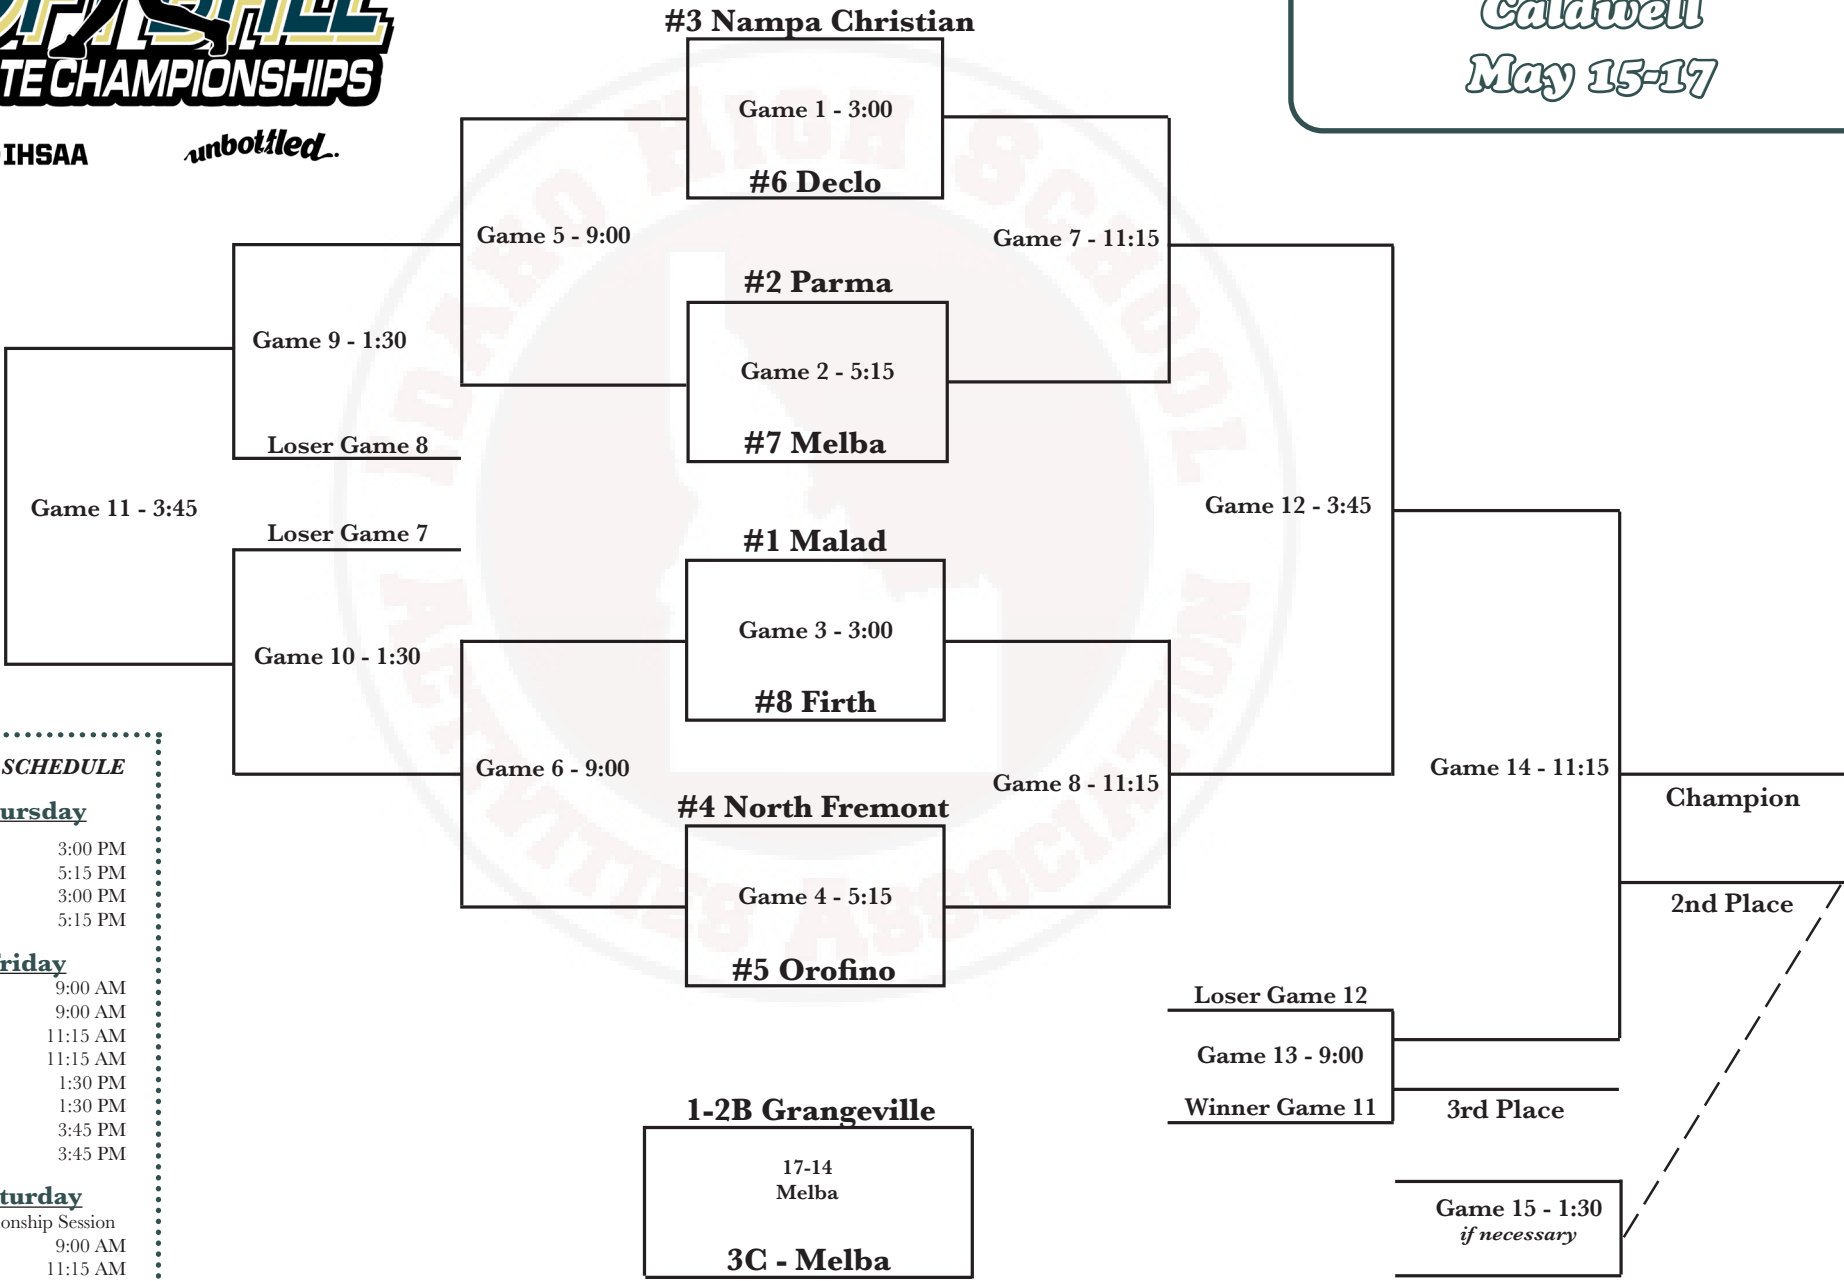 TE CHAMPIONSHIPS
IHSAA
unbottled.
Caldwell
May 15-17
#3 Nampa Christian
Game 1 - 3:00
#6 Declo
Game 5 - 9:00
Game 7 - 11:15
#2 Parma
Game 2 - 5:15
#7 Melba
Game 9 - 1:30
Loser Game 8
Game 11 - 3:45
Loser Game 7
Game 12 - 3:45
#1 Malad
Game 3 - 3:00
#8 Firth
Game 10 - 1:30
Game 6 - 9:00
Game 8 - 11:15
#4 North Fremont
Game 4 - 5:15
#5 Orofino
Game 14 - 11:15
Champion
2nd Place
Loser Game 12
Game 13 - 9:00
Winner Game 11
3rd Place
Game 15 - 1:30
if necessary
1-2B Grangeville
17-14
Melba
3C - Melba
SCHEDULE
ursday
3:00 PM
5:15 PM
3:00 PM
5:15 PM
riday
9:00 AM
9:00 AM
11:15 AM
11:15 AM
1:30 PM
1:30 PM
3:45 PM
3:45 PM
turday
onship Session
9:00 AM
11:15 AM
IDAHO HIGH SCHOOL
ACTIVITIES ASSOCIATION